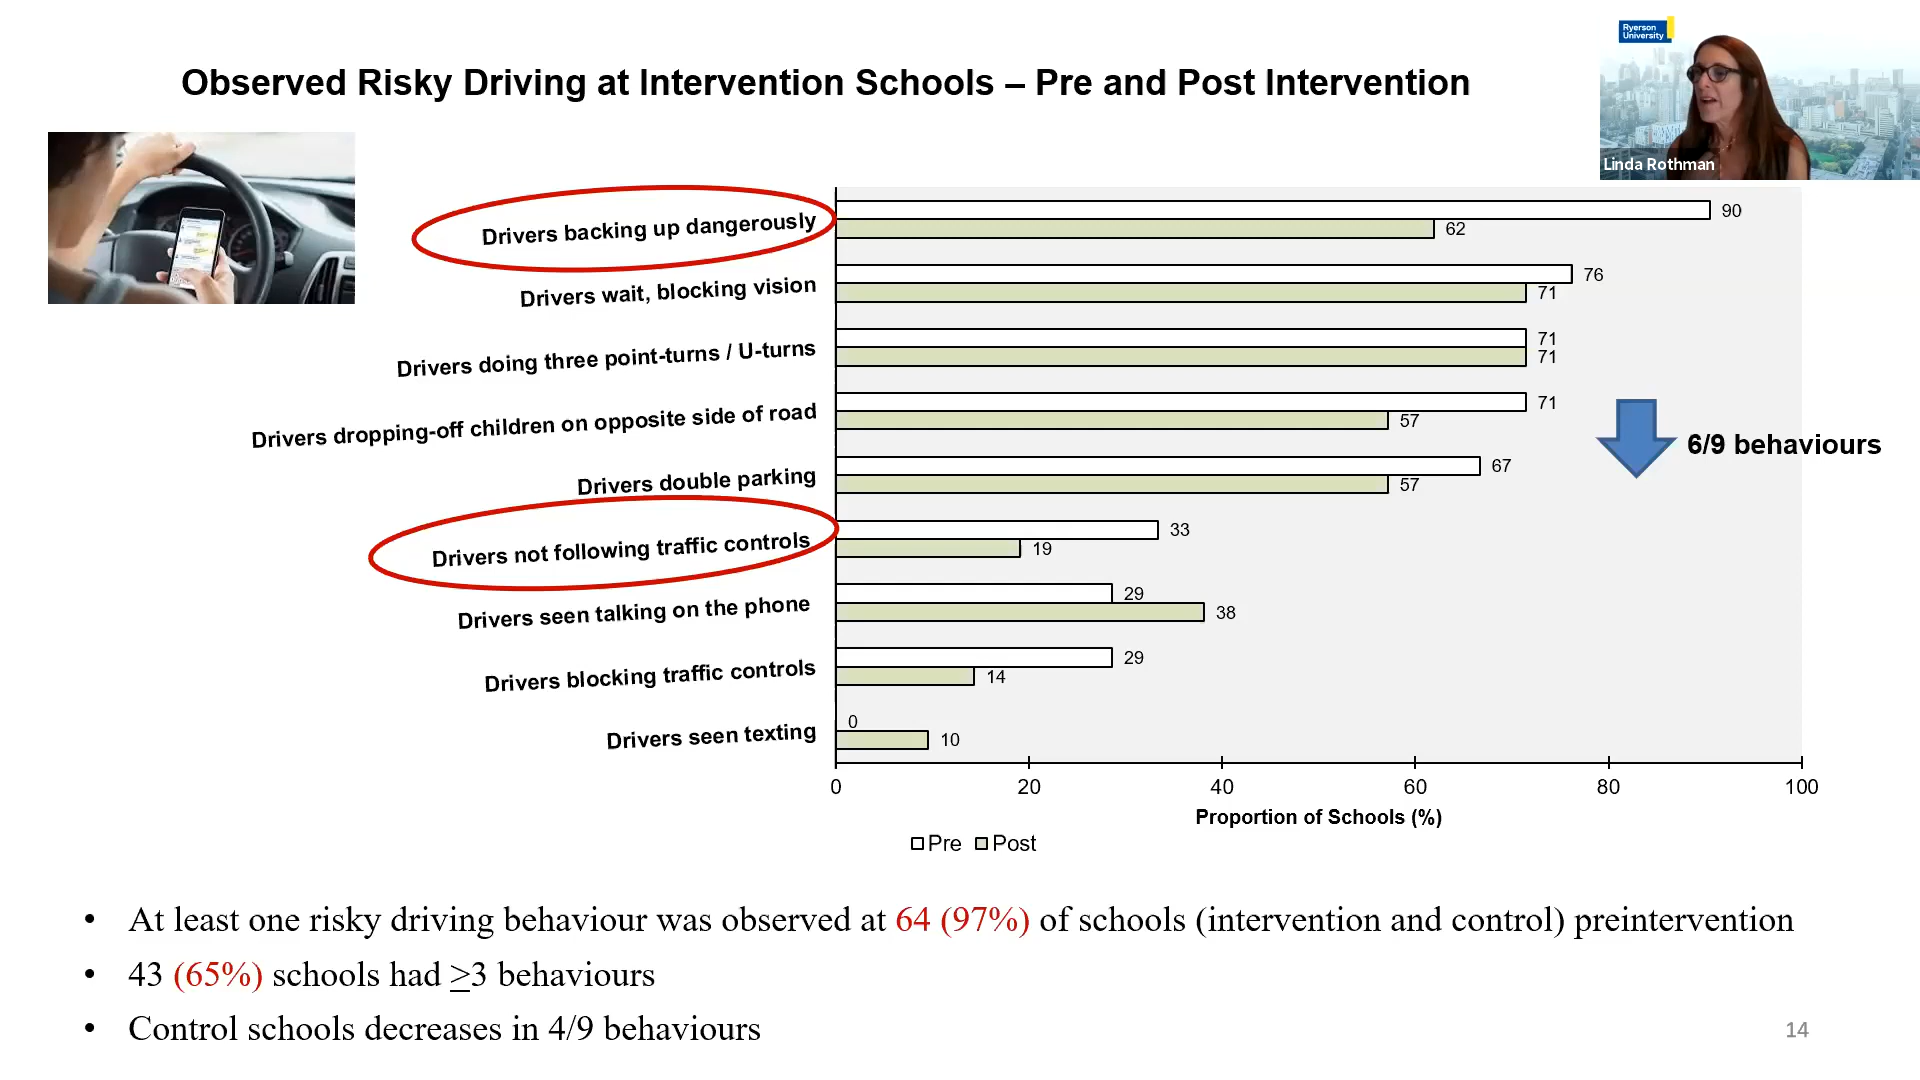 Ryerson
University
Observed Risky Driving at Intervention Schools – Pre and Post Intervention
Linda Rothman
Drivers backing up dangerously
90
62
Drivers wait, blocking vision
76
71
Drivers doing three point-turns / U-turns
71
71
Drivers dropping-off children on opposite side of road
71
57
6/9 behaviours
Drivers double parking
67
57
Drivers not following traffic controls
33
19
Drivers seen talking on the phone
29
38
Drivers blocking traffic controls
29
14
Drivers seen texting
0
10
0 20 40 60 80 100
Proportion of Schools (%)
Pre Post
• At least one risky driving behaviour was observed at 64 (97%) of schools (intervention and control) preintervention
• 43 (65%) schools had ≥3 behaviours
• Control schools decreases in 4/9 behaviours
14